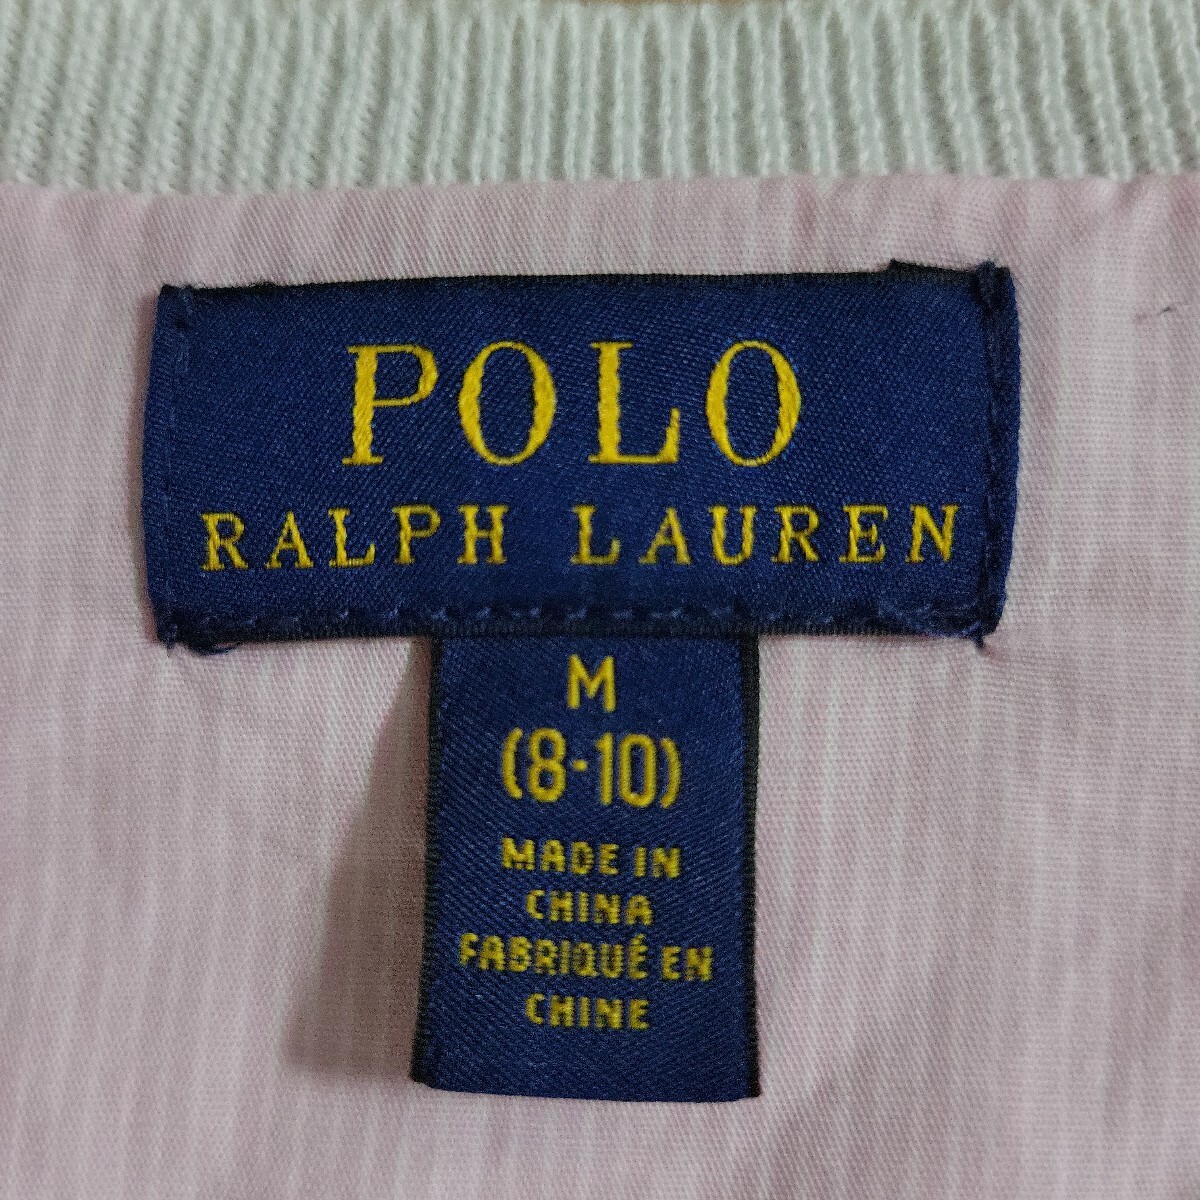 POLO
RALPH LAUREN
M
(8-10)
MADE IN
CHINA
FABRIQUÉ EN
CHINE